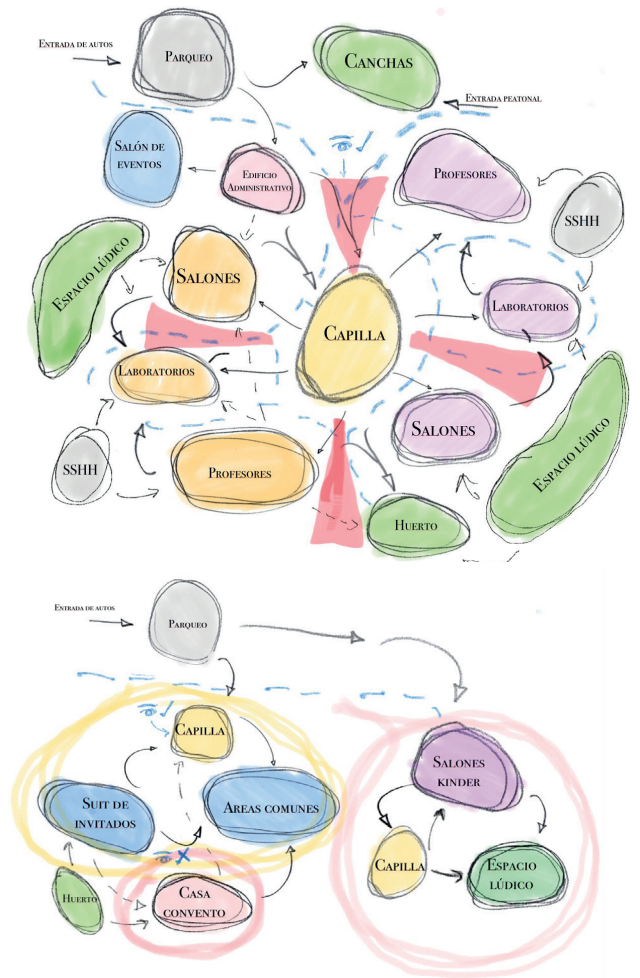 Entrada de autos
Parqueo
Canchas
Entrada peatonal
Salón de
eventos
Edificio
Administrativo
Profesores
SSHH
Espacio lúdico
Salones
Laboratorios
Capilla
Laboratorios
Salones
Espacio lúdico
SSHH
Profesores
Huerto
Entrada de autos
Parqueo
Capilla
Salones
kinder
Suit de
invitados
Areas comunes
Capilla
Espacio
lúdico
Huerto
Casa
convento